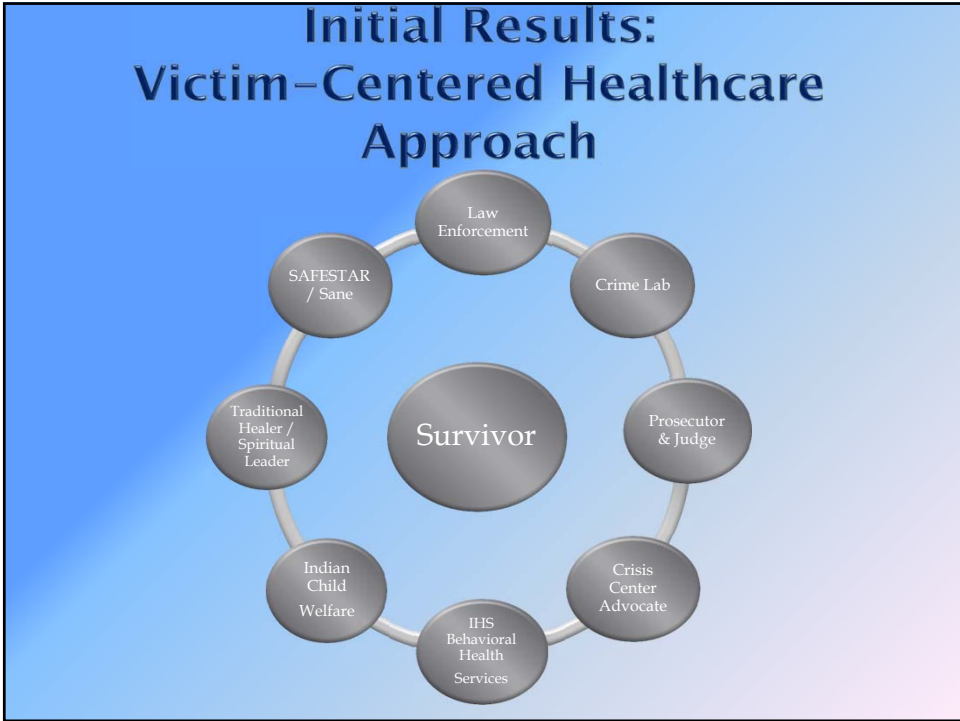 Initial Results:
Victim-Centered Healthcare
Approach
Law
Enforcement
Crime Lab
Prosecutor
& Judge
Crisis
Center
Advocate
IHS
Behavioral
Health
Services
Indian
Child
Welfare
Traditional
Healer /
Spiritual
Leader
SAFESTAR
/ Sane
Survivor